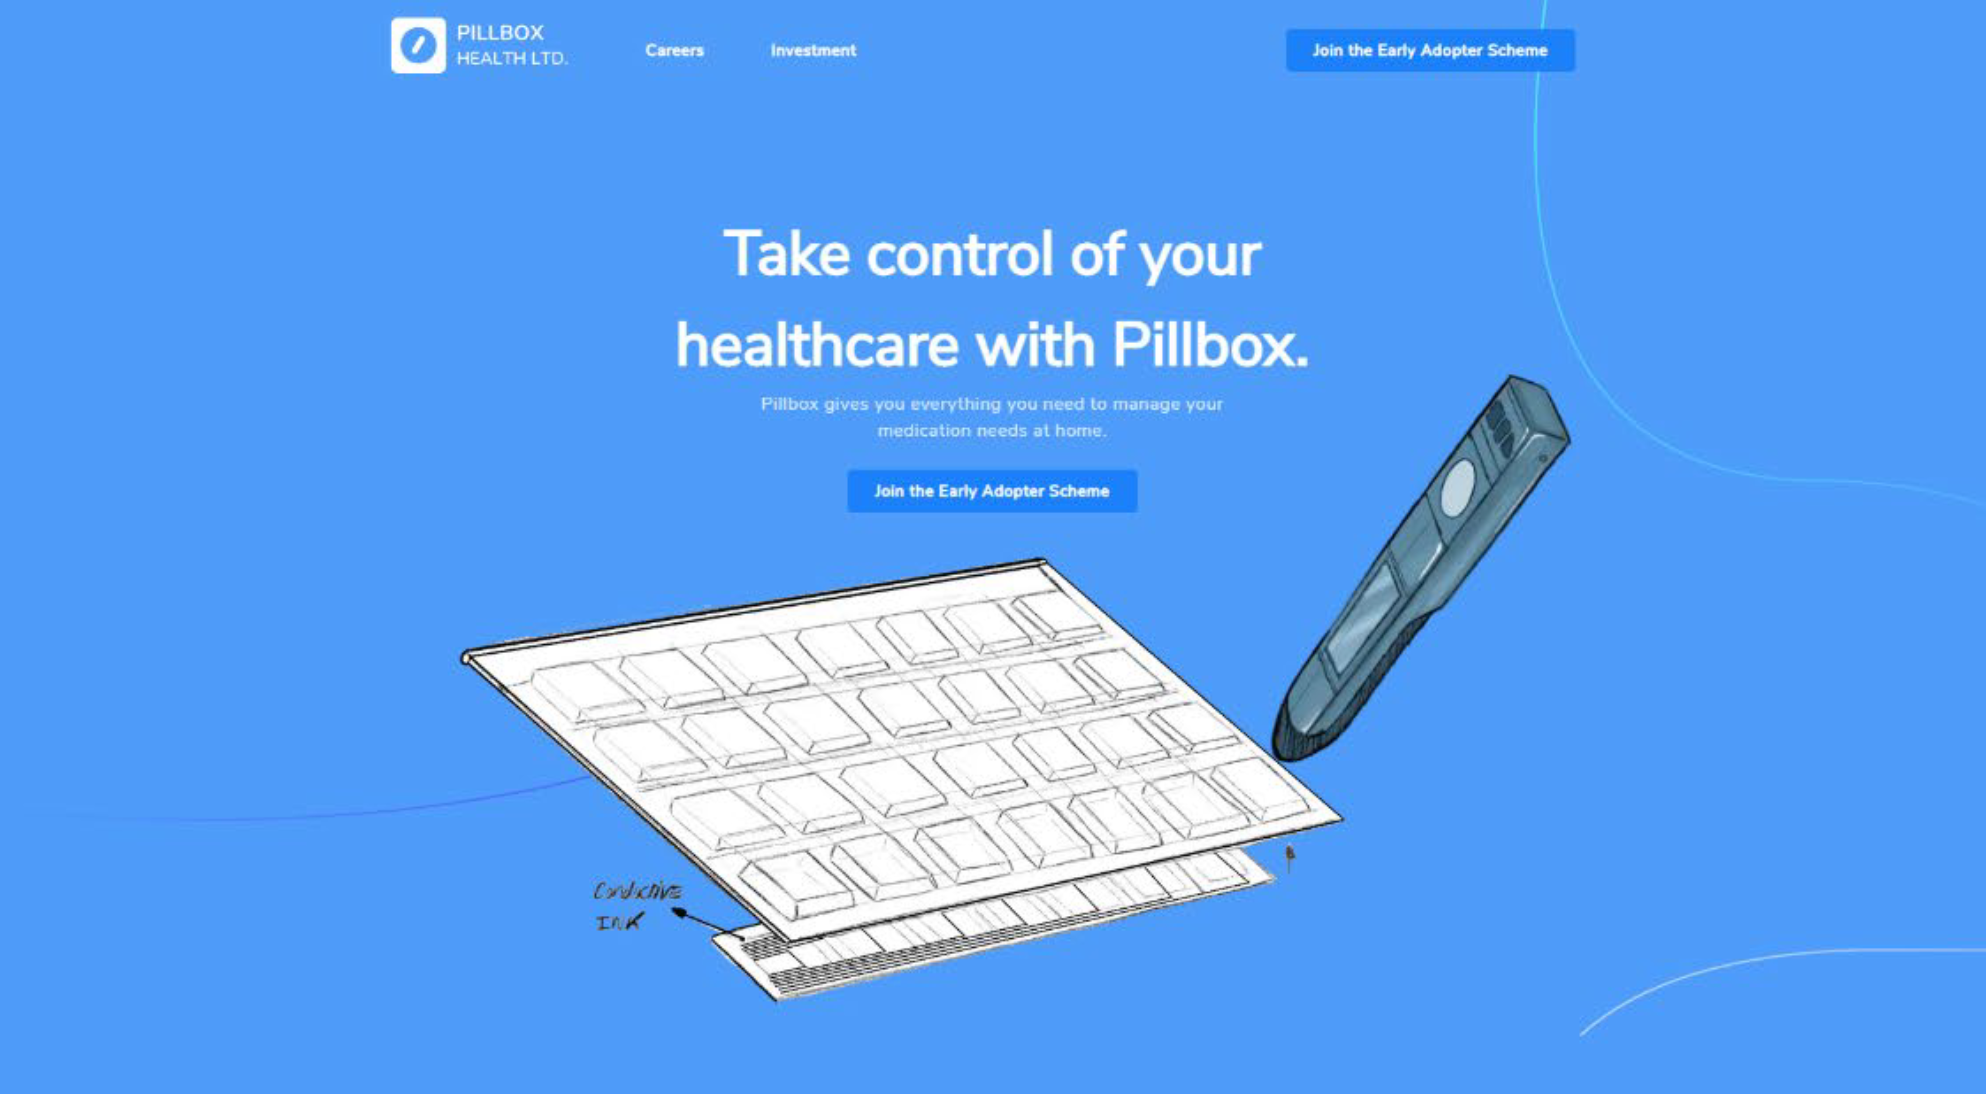 PILLBOX
HEALTH LTD.
Careers
Investment
Join the Early Adopter Scheme
Take control of your
healthcare with Pillbox.
Pillbox gives you everything you need to manage your
medication needs at home.
Join the Early Adopter Scheme
Conductive
INK